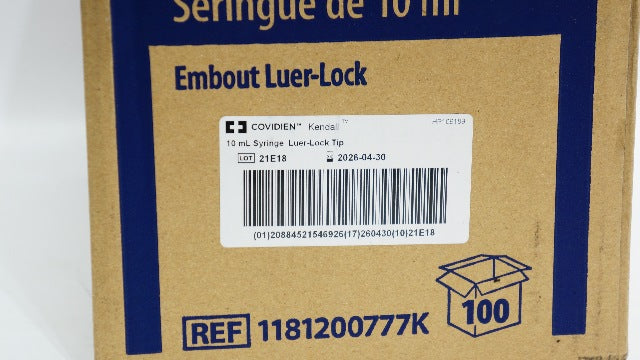 Seringue de 10 ml
Embout Luer-Lock
COVIDIEN™ Kendall™
10 mL Syringe Luer-Lock Tip
LOT 21E18 2026-04-30
(01)20884521546926(17)260430(10)21E18
100
REF 1181200777K